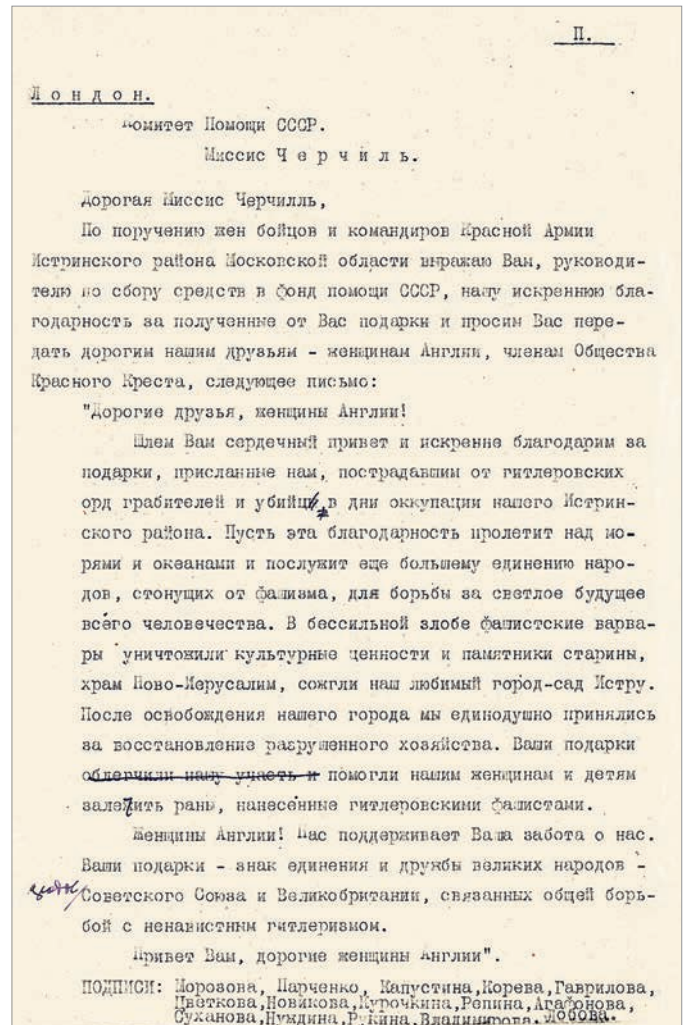 П.
Л о н д о н.
Комитет Помощи СССР.
Миссис Ч е р ч и л ь.
Дорогая Миссис Черчилль,
По поручению жен бойцов и командиров Красной Армии
Истринского района Московской области выражаю Вам, руководи-
телю по сбору средств в фонд помощи СССР, нашу искреннюю бла-
годарность за полученные от Вас подарки и просим Вас пере-
дать дорогим нашим друзьям - женщинам Англии, членам Общества
Красного Креста, следующее письмо:
"Дорогие друзья, женщины Англии!
Шлем Вам сердечный привет и искренне благодарим за
подарки, присланные нам, пострадавшим от гитлеровских
орд грабителей и убийц, в дни оккупации нашего Истрин-
ского района. Пусть эта благодарность пролетит над мо-
рями и океанами и послужит еще большему единению наро-
дов, стонущих от фашизма, для борьбы за светлое будущее
всего человечества. В бессильной злобе фашистские варва-
ры уничтожили культурные ценности и памятники старины,
храм Ново-Иерусалим, сожгли наш любимый город-сад Истру.
После освобождения нашего города мы единодушно принялись
за восстановление разрушенного хозяйства. Ваши подарки
облегчили нашу участь и помогли нашим женщинам и детям
залечить раны, нанесенные гитлеровскими фашистами.
Женщины Англии! Нас поддерживает Ваша забота о нас.
Ваши подарки - знак единения и дружбы великих народов -
Советского Союза и Великобритании, связанных общей борь-
бой с ненавистным гитлеризмом.
Привет Вам, дорогие женщины Англии".
ПОДПИСИ: Морозова, Парченко, Капустина,Корева,Гаврилова,
Цветкова,Новикова,Курочкина,Репина,Агафонова,
Суханова,Нуждина,Рукина,Владимирова, Лобова.